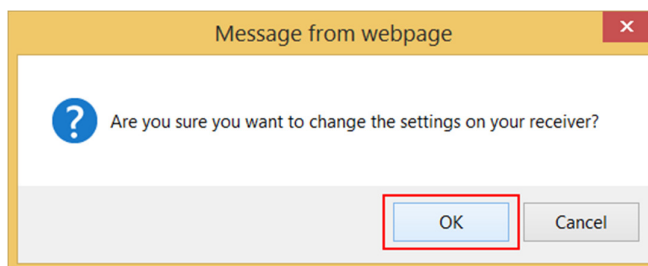 Message from webpage
Are you sure you want to change the settings on your receiver?
OK
Cancel